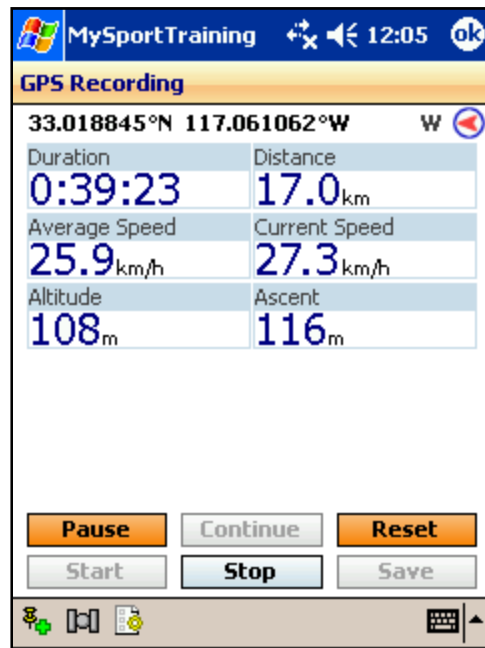 MySportTraining 12:05 ok
GPS Recording
33.018845°N 117.061062°W W
Duration Distance
0:39:23 17.0km
Average Speed Current Speed
25.9km/h 27.3km/h
Altitude Ascent
108m 116m
Pause Continue Reset
Start Stop Save